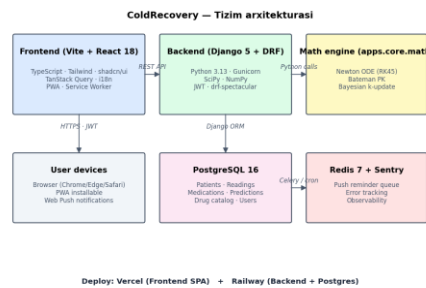 ColdRecovery — Tizim arxitekturasi
Frontend (Vite + React 18)
TypeScript · Tailwind · shadcn/ui
TanStack Query · i18n
PWA · Service Worker
REST API
Backend (Django 5 + DRF)
Python 3.13 · Gunicorn
SciPy · NumPy
JWT · drf-spectacular
Python calls
Math engine (apps.core.mat
Newton ODE (RK45)
Bateman PK
Bayesian k-update
HTTPS · JWT
Django ORM
User devices
Browser (Chrome/Edge/Safari)
PWA installable
Web Push notifications
PostgreSQL 16
Patients · Readings
Medications · Predictions
Drug catalog · Users
Celery / cron
Redis 7 + Sentry
Push reminder queue
Error tracking
Observability
Deploy: Vercel (Frontend SPA) + Railway (Backend + Postgres)